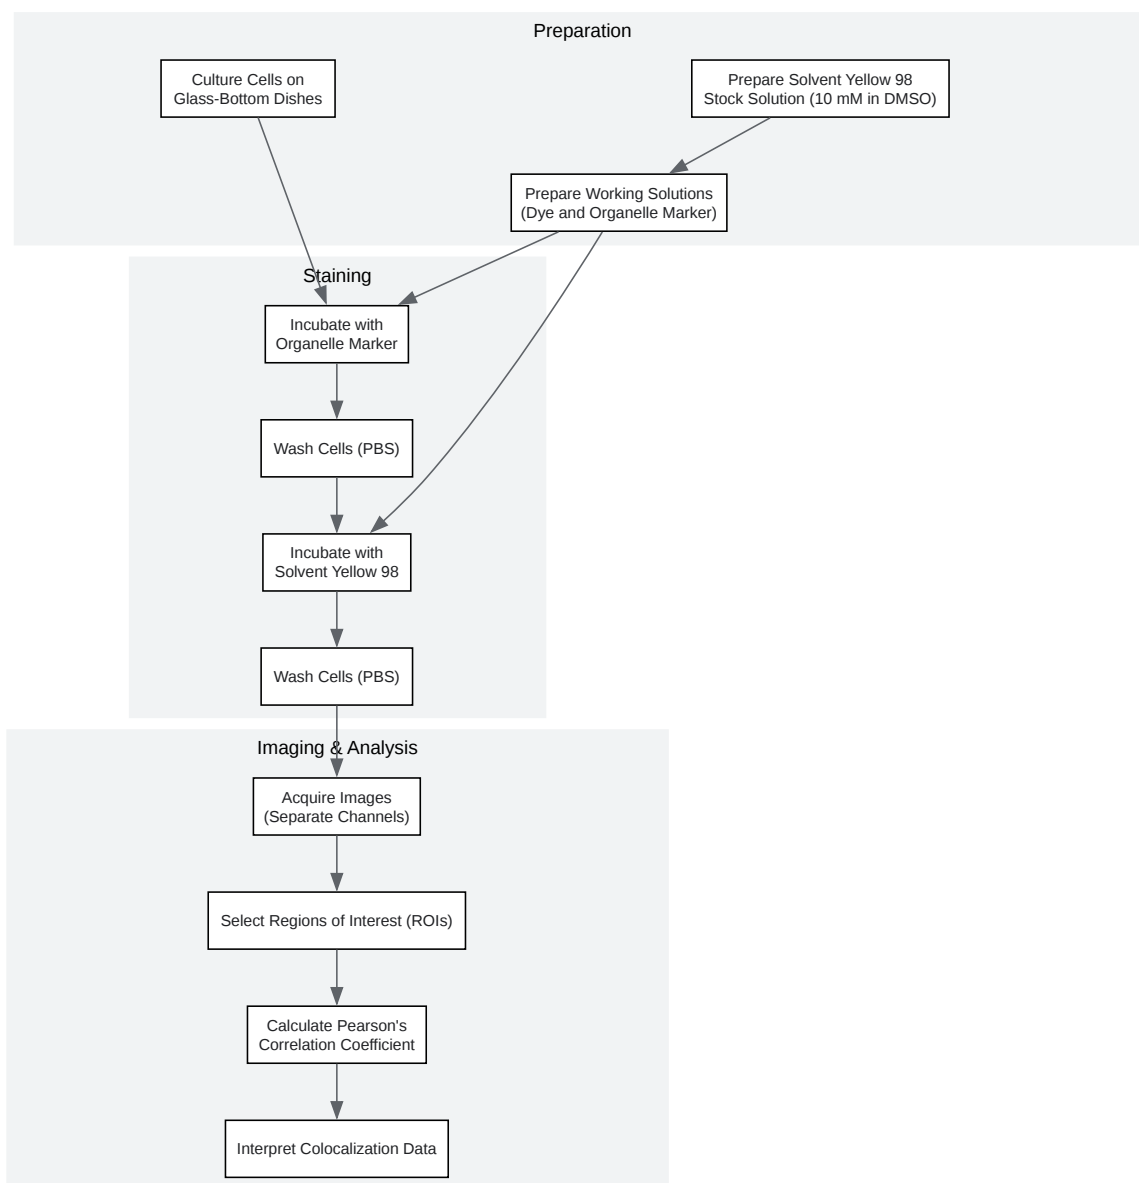 Preparation
Culture Cells on
Glass-Bottom Dishes
Prepare Solvent Yellow 98
Stock Solution (10 mM in DMSO)
Prepare Working Solutions
(Dye and Organelle Marker)
Staining
Incubate with
Organelle Marker
Wash Cells (PBS)
Incubate with
Solvent Yellow 98
Wash Cells (PBS)
Imaging & Analysis
Acquire Images
(Separate Channels)
Select Regions of Interest (ROIs)
Calculate Pearson's
Correlation Coefficient
Interpret Colocalization Data